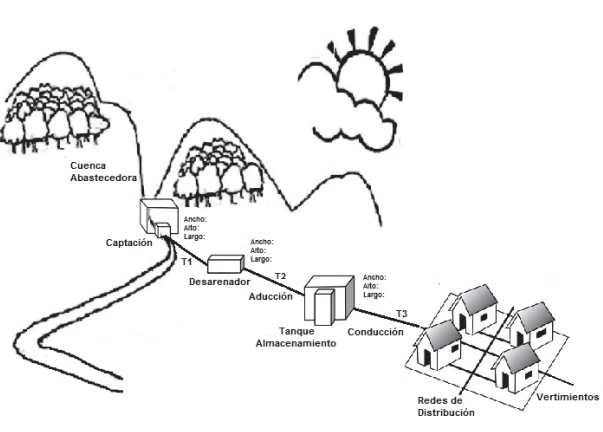 Cuenca
Abastecedora
Captación
Ancho:
Alto:
Largo:
T1
Desarenador
Ancho:
Alto:
Largo:
T2
Aducción
Tanque
Almacenamiento
Ancho:
Alto:
Largo:
T3
Conducción
Redes de
Distribución
Vertimientos